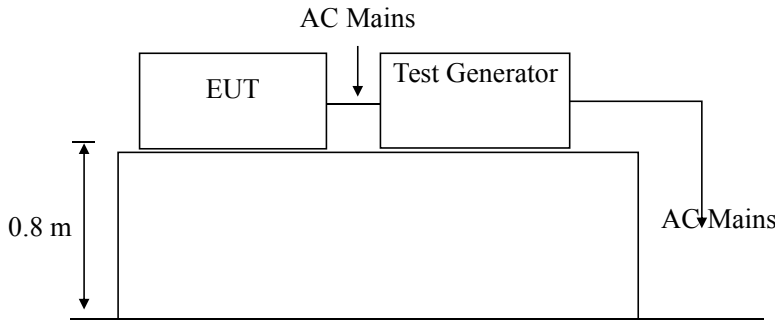 AC Mains
EUT
Test Generator
0.8 m
AC Mains